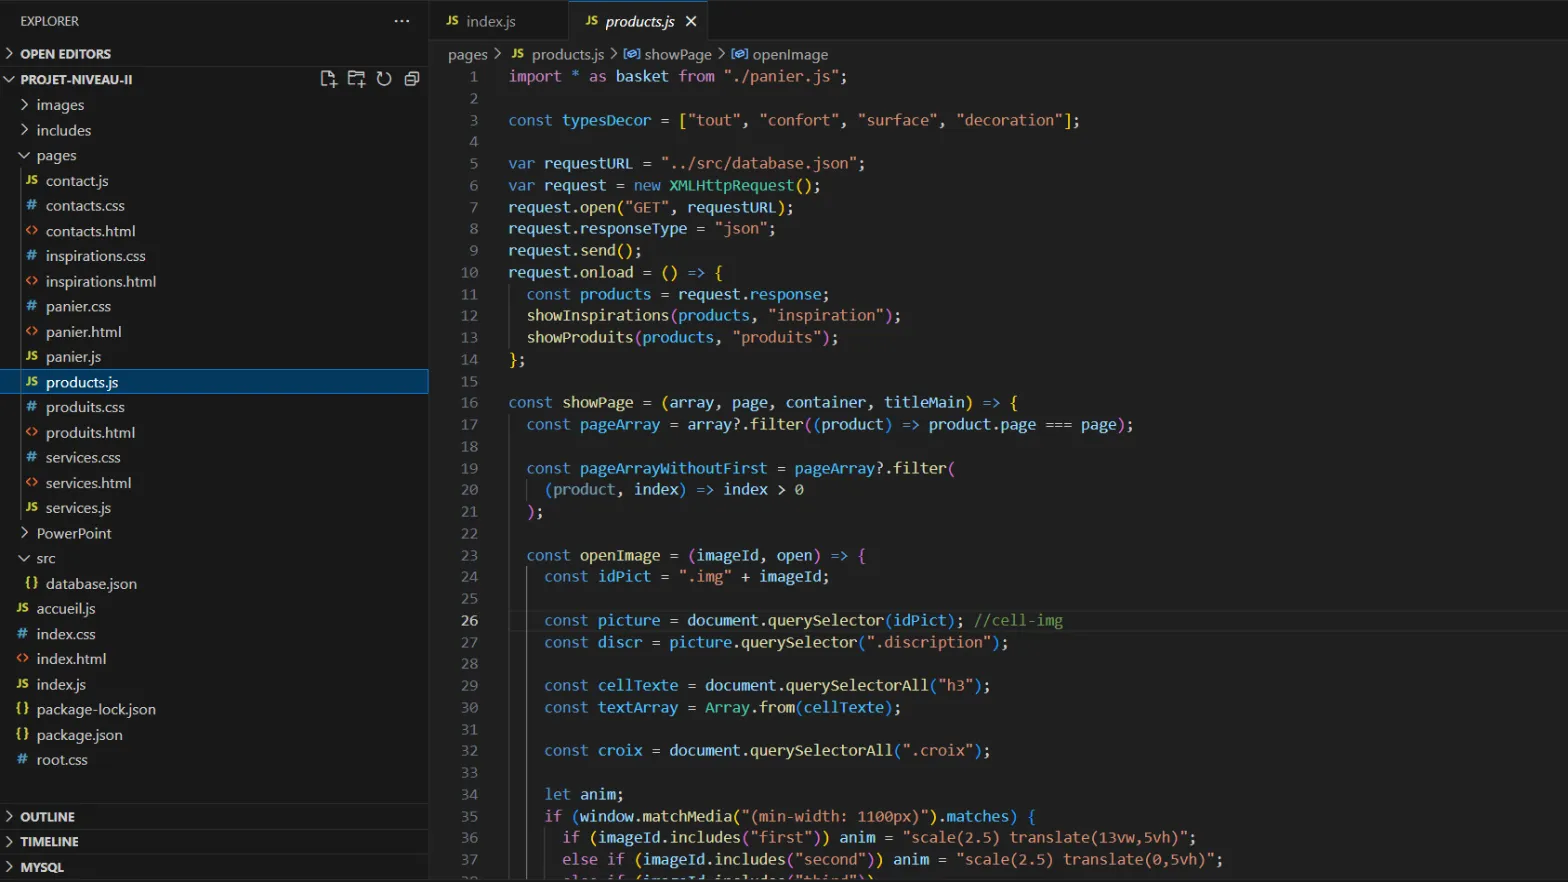 EXPLORER
...
OPEN EDITORS
PROJET-NIVEAU-II
images
includes
pages
JS contact.js
# contacts.css
<> contacts.html
# inspirations.css
<> inspirations.html
# panier.css
<> panier.html
JS panier.js
JS products.js
# produits.css
<> produits.html
# services.css
<> services.html
JS services.js
PowerPoint
src
{} database.json
JS accueil.js
# index.css
<> index.html
JS index.js
{} package-lock.json
{} package.json
# root.css
OUTLINE
TIMELINE
MYSQL
JS index.js
JS products.js
pages > JS products.js > showPage > openImage
1 import * as basket from "./panier.js";
2
3 const typesDecor = ["tout", "confort", "surface", "decoration"];
4
5 var requestURL = "../src/database.json";
6 var request = new XMLHttpRequest();
7 request.open("GET", requestURL);
8 request.responseType = "json";
9 request.send();
10 request.onload = () => {
11 const products = request.response;
12 showInspirations(products, "inspiration");
13 showProduits(products, "produits");
14 };
15
16 const showPage = (array, page, container, titleMain) => {
17 const pageArray = array?.filter((product) => product.page === page);
18
19 const pageArrayWithoutFirst = pageArray?.filter(
20 (product, index) => index > 0
21 );
22
23 const openImage = (imageId, open) => {
24 const idPict = ".img" + imageId;
25
26 const picture = document.querySelector(idPict); //cell-img
27 const discr = picture.querySelector(".discription");
28
29 const cellTexte = document.querySelectorAll("h3");
30 const textArray = Array.from(cellTexte);
31
32 const croix = document.querySelectorAll(".croix");
33
34 let anim;
35 if (window.matchMedia("(min-width: 1100px)").matches) {
36 if (imageId.includes("first")) anim = "scale(2.5) translate(13vw,5vh)";
37 else if (imageId.includes("second")) anim = "scale(2.5) translate(0,5vh)";
38 else if (imageId.includes("third"))